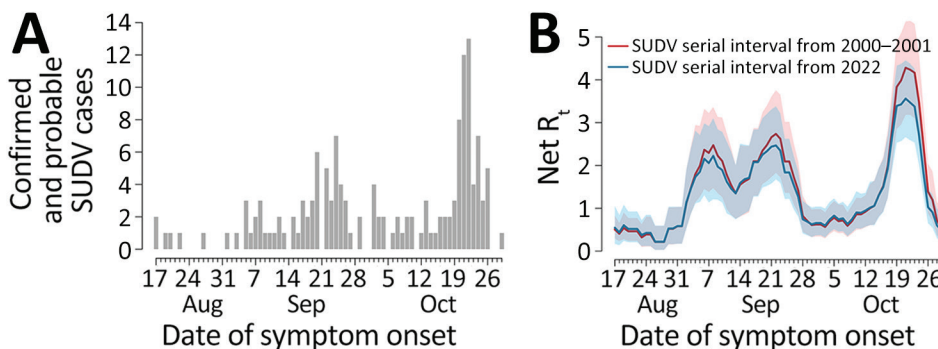 A
14
12
10
8
6
4
2
0
Confirmed
and probable
SUDV cases
17 24 31 7 14 21 28 5 12 19 26
Aug Sep Oct
Date of symptom onset
B
5
4
3
2
1
0
Net Rt
SUDV serial interval from 2000–2001
SUDV serial interval from 2022
17 24 31 7 14 21 28 5 12 19 26
Aug Sep Oct
Date of symptom onset